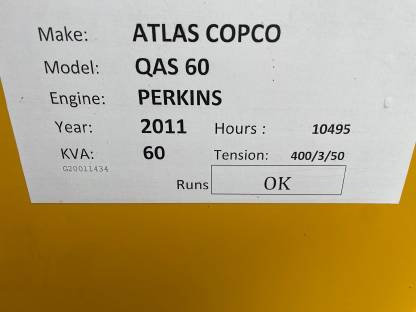 Make: ATLAS COPCO
Model: QAS 60
Engine: PERKINS
Year: 2011 Hours : 10495
KVA: 60 Tension: 400/3/50
G20011434
Runs OK